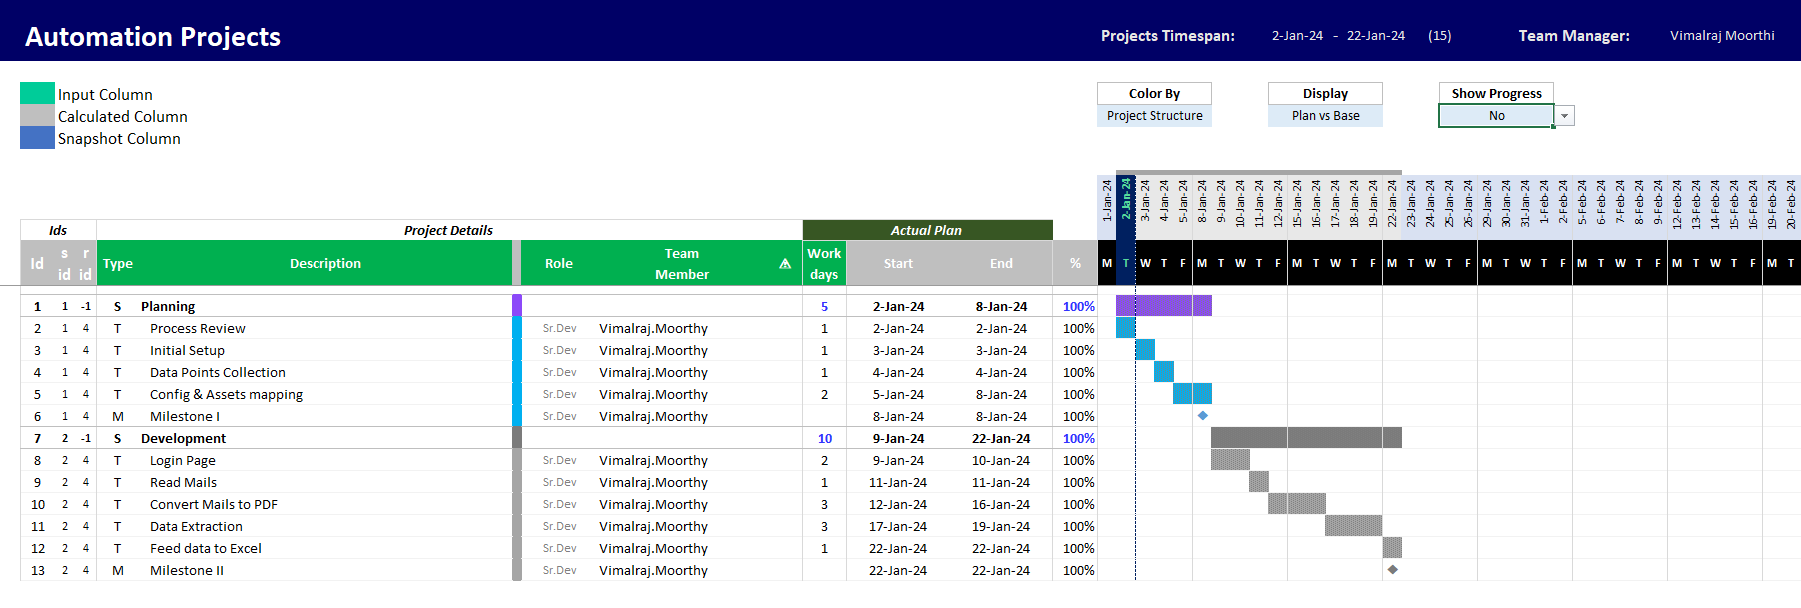 Automation Projects
Projects Timespan: 2-Jan-24 - 22-Jan-24 (15) Team Manager: Vimalraj Moorthi
Input Column
Calculated Column
Snapshot Column
Color By Display Show Progress
Project Structure Plan vs Base No
1-Jan-24 2-Jan-24 3-Jan-24 4-Jan-24 5-Jan-24 8-Jan-24 9-Jan-24 10-Jan-24 11-Jan-24 12-Jan-24 15-Jan-24 16-Jan-24 17-Jan-24 18-Jan-24 19-Jan-24 22-Jan-24 23-Jan-24 24-Jan-24 25-Jan-24 26-Jan-24 29-Jan-24 30-Jan-24 31-Jan-24 1-Feb-24 2-Feb-24 5-Feb-24 6-Feb-24 7-Feb-24 8-Feb-24 9-Feb-24 12-Feb-24 13-Feb-24 14-Feb-24 15-Feb-24 16-Feb-24 19-Feb-24 20-Feb-24
Ids Project Details Actual Plan
Id s id r id Type Description Role Team Member Work days Start End % M T W T F M T W T F M T W T F M T W T F M T W T F M T W T F M T W T F M T
1 1 -1 S Planning 5 2-Jan-24 8-Jan-24 100%
2 1 4 T Process Review Sr.Dev Vimalraj.Moorthy 1 2-Jan-24 2-Jan-24 100%
3 1 4 T Initial Setup Sr.Dev Vimalraj.Moorthy 1 3-Jan-24 3-Jan-24 100%
4 1 4 T Data Points Collection Sr.Dev Vimalraj.Moorthy 1 4-Jan-24 4-Jan-24 100%
5 1 4 T Config & Assets mapping Sr.Dev Vimalraj.Moorthy 2 5-Jan-24 8-Jan-24 100%
6 1 4 M Milestone I Sr.Dev Vimalraj.Moorthy 8-Jan-24 8-Jan-24 100%
7 2 -1 S Development 10 9-Jan-24 22-Jan-24 100%
8 2 4 T Login Page Sr.Dev Vimalraj.Moorthy 2 9-Jan-24 10-Jan-24 100%
9 2 4 T Read Mails Sr.Dev Vimalraj.Moorthy 1 11-Jan-24 11-Jan-24 100%
10 2 4 T Convert Mails to PDF Sr.Dev Vimalraj.Moorthy 3 12-Jan-24 16-Jan-24 100%
11 2 4 T Data Extraction Sr.Dev Vimalraj.Moorthy 3 17-Jan-24 19-Jan-24 100%
12 2 4 T Feed data to Excel Sr.Dev Vimalraj.Moorthy 1 22-Jan-24 22-Jan-24 100%
13 2 4 M Milestone II Sr.Dev Vimalraj.Moorthy 22-Jan-24 22-Jan-24 100%